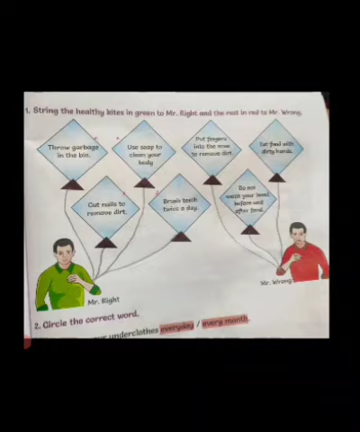 1. String the healthy kites in green to Mr. Right and the rest in red to Mr. Wrong.
Throw garbage
in the bin.
Use soap to
clean your
body
Put fingers
into the nose
to remove dirt.
Eat food with
dirty hands.
Cut nails to
remove dirt.
Brush teeth
twice a day.
Do not
wash your hands
before and
after food.
Mr. Right
Mr. Wrong
2. Circle the correct word.
underclothes everyday / every month.